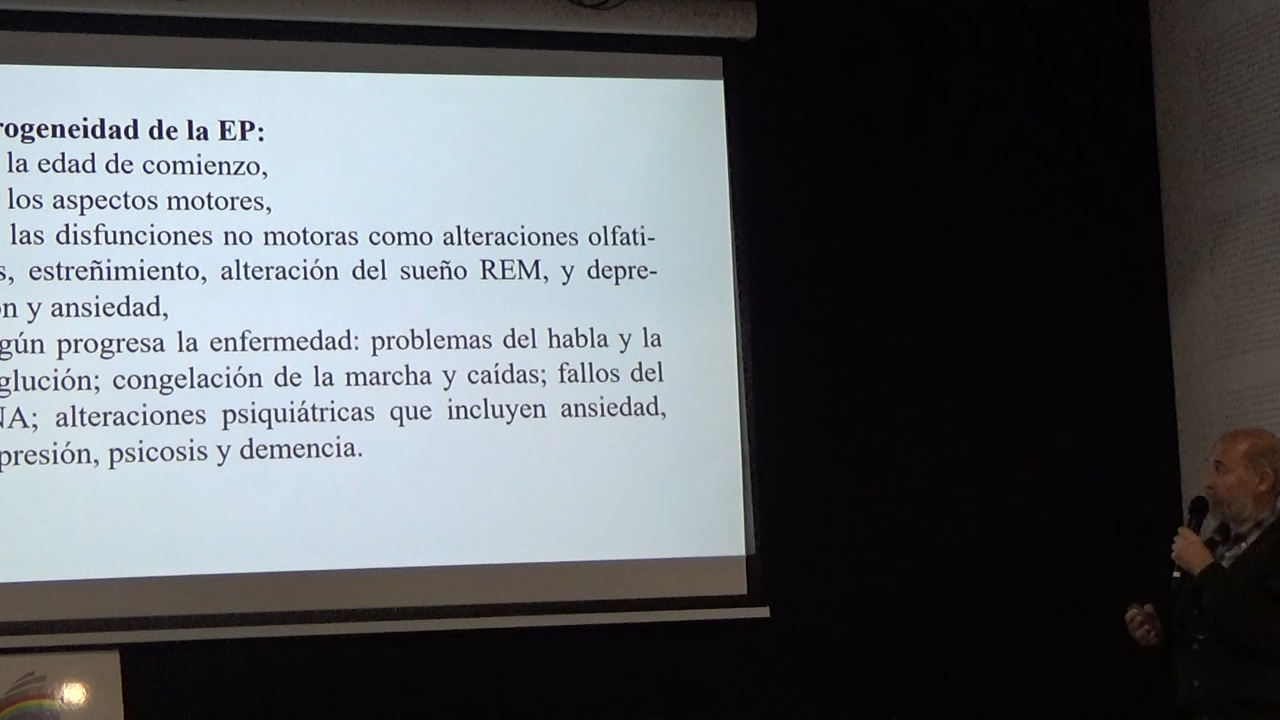 rogeneidad de la EP:
la edad de comienzo,
los aspectos motores,
las disfunciones no motoras como alteraciones olfati-
s, estreñimiento, alteración del sueño REM, y depre-
n y ansiedad,
gún progresa la enfermedad: problemas del habla y la
glución; congelación de la marcha y caídas; fallos del
NA; alteraciones psiquiátricas que incluyen ansiedad,
presión, psicosis y demencia.